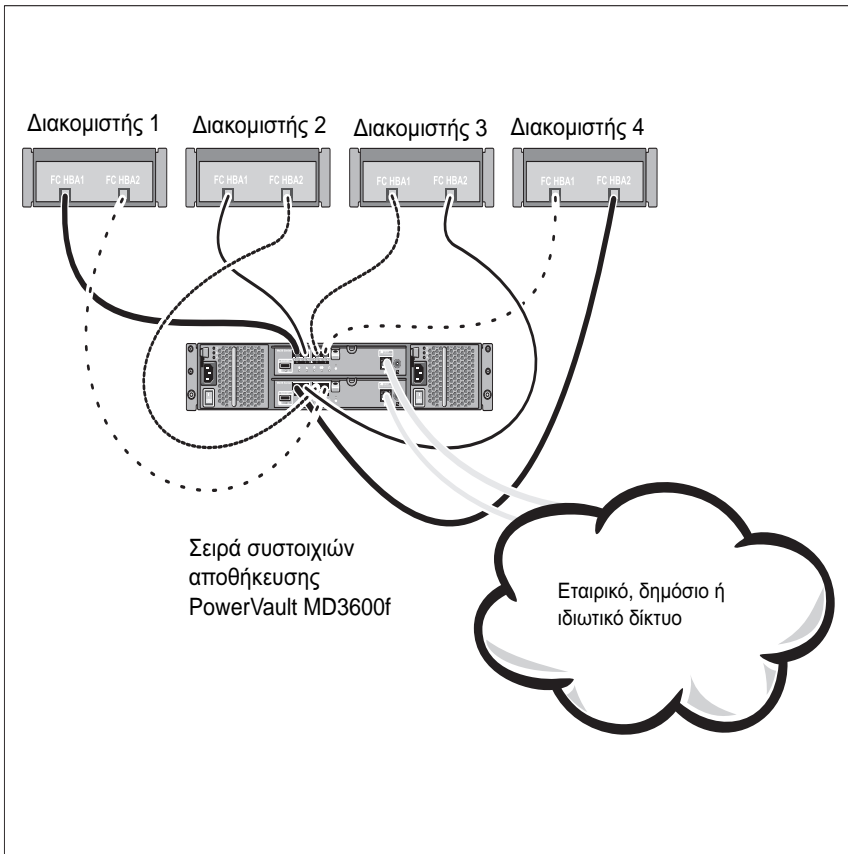 Διακομιστής 1
Διακομιστής 2
Διακομιστής 3
Διακομιστής 4
FC HBA1 FC HBA2
FC HBA1 FC HBA2
FC HBA1 FC HBA2
FC HBA1 FC HBA2
Σειρά συστοιχιών
αποθήκευσης
PowerVault MD3600f
Εταιρικό, δημόσιο ή
ιδιωτικό δίκτυο